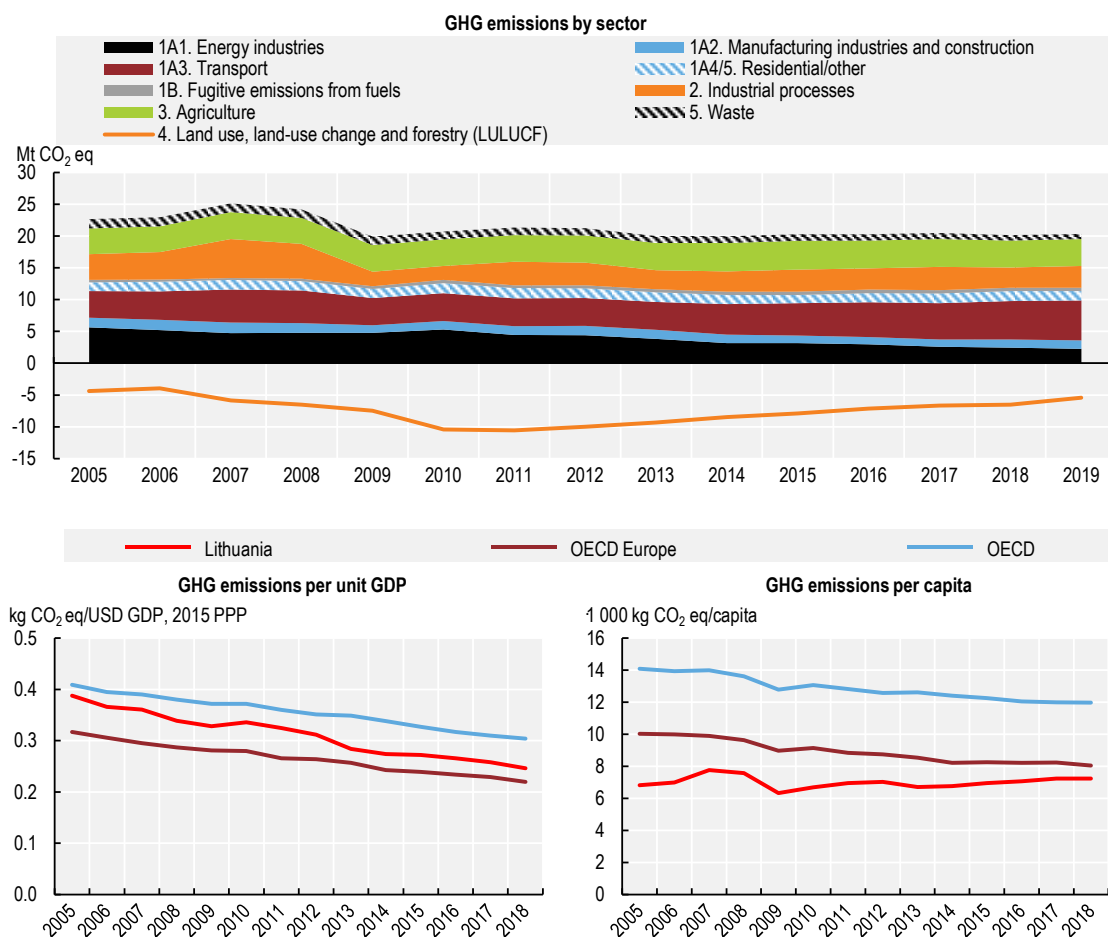 GHG emissions by sector
1A1. Energy industries
1A2. Manufacturing industries and construction
1A3. Transport
1A4/5. Residential/other
1B. Fugitive emissions from fuels
2. Industrial processes
3. Agriculture
5. Waste
4. Land use, land-use change and forestry (LULUCF)
Mt CO2 eq
30
25
20
15
10
5
0
-5
-10
-15
2005 2006 2007 2008 2009 2010 2011 2012 2013 2014 2015 2016 2017 2018 2019
Lithuania OECD Europe OECD
GHG emissions per unit GDP
kg CO2 eq/USD GDP, 2015 PPP
0.5
0.4
0.3
0.2
0.1
0.0
2005 2006 2007 2008 2009 2010 2011 2012 2013 2014 2015 2016 2017 2018
GHG emissions per capita
1 000 kg CO2 eq/capita
16
14
12
10
8
6
4
2
0
2005 2006 2007 2008 2009 2010 2011 2012 2013 2014 2015 2016 2017 2018